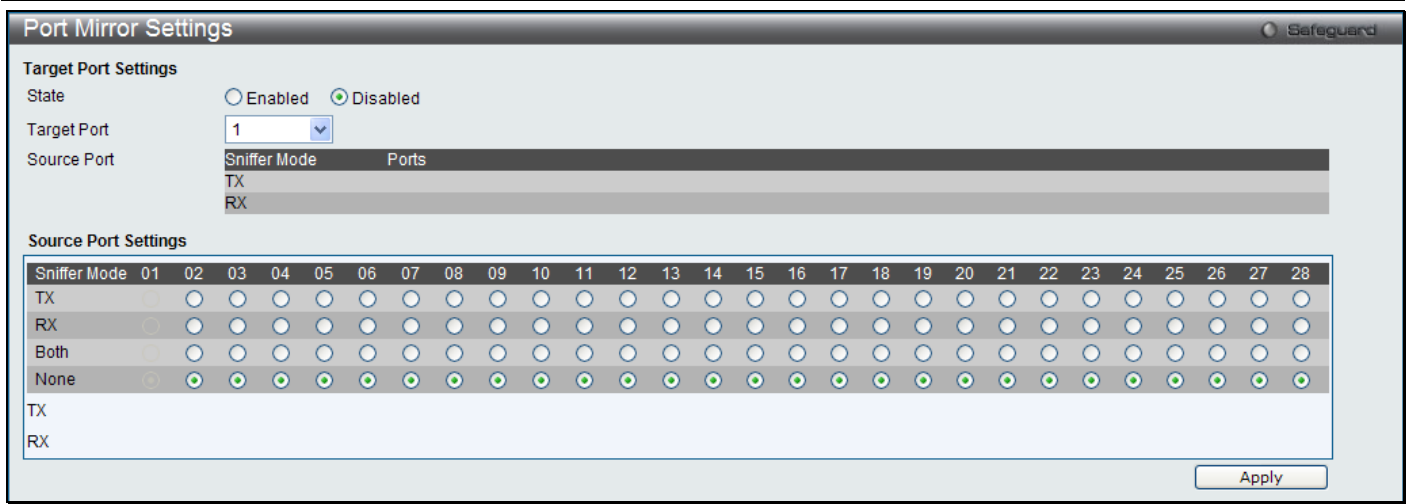 Port Mirror Settings Safeguard
Target Port Settings
State Enabled Disabled
Target Port 1
Source Port Sniffer Mode Ports
TX
RX
Source Port Settings
Sniffer Mode 01 02 03 04 05 06 07 08 09 10 11 12 13 14 15 16 17 18 19 20 21 22 23 24 25 26 27 28
TX
RX
Both
None
TX
RX
Apply